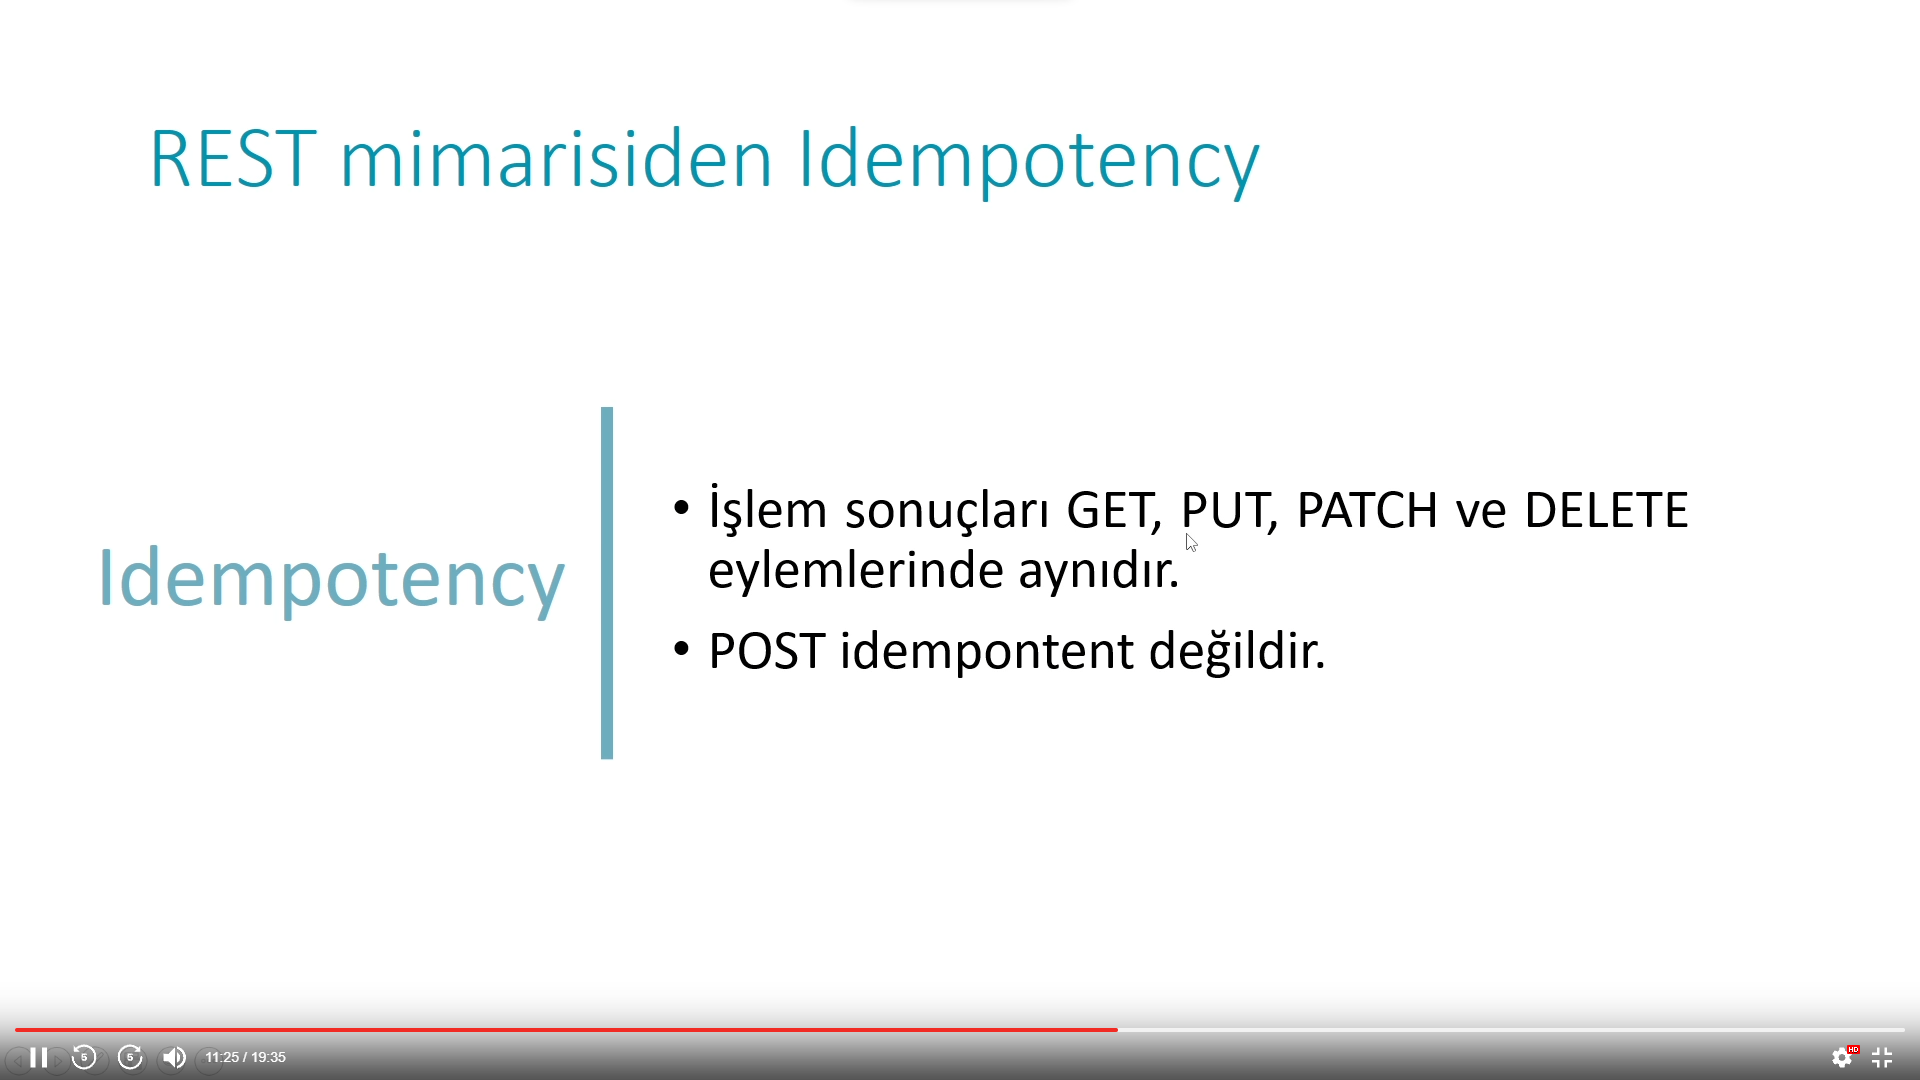 REST mimarisiden Idempotency
Idempotency
• İşlem sonuçları GET, PUT, PATCH ve DELETE
eylemlerinde aynıdır.
• POST idempontent değildir.
5
5
11:25 / 19:35
HD